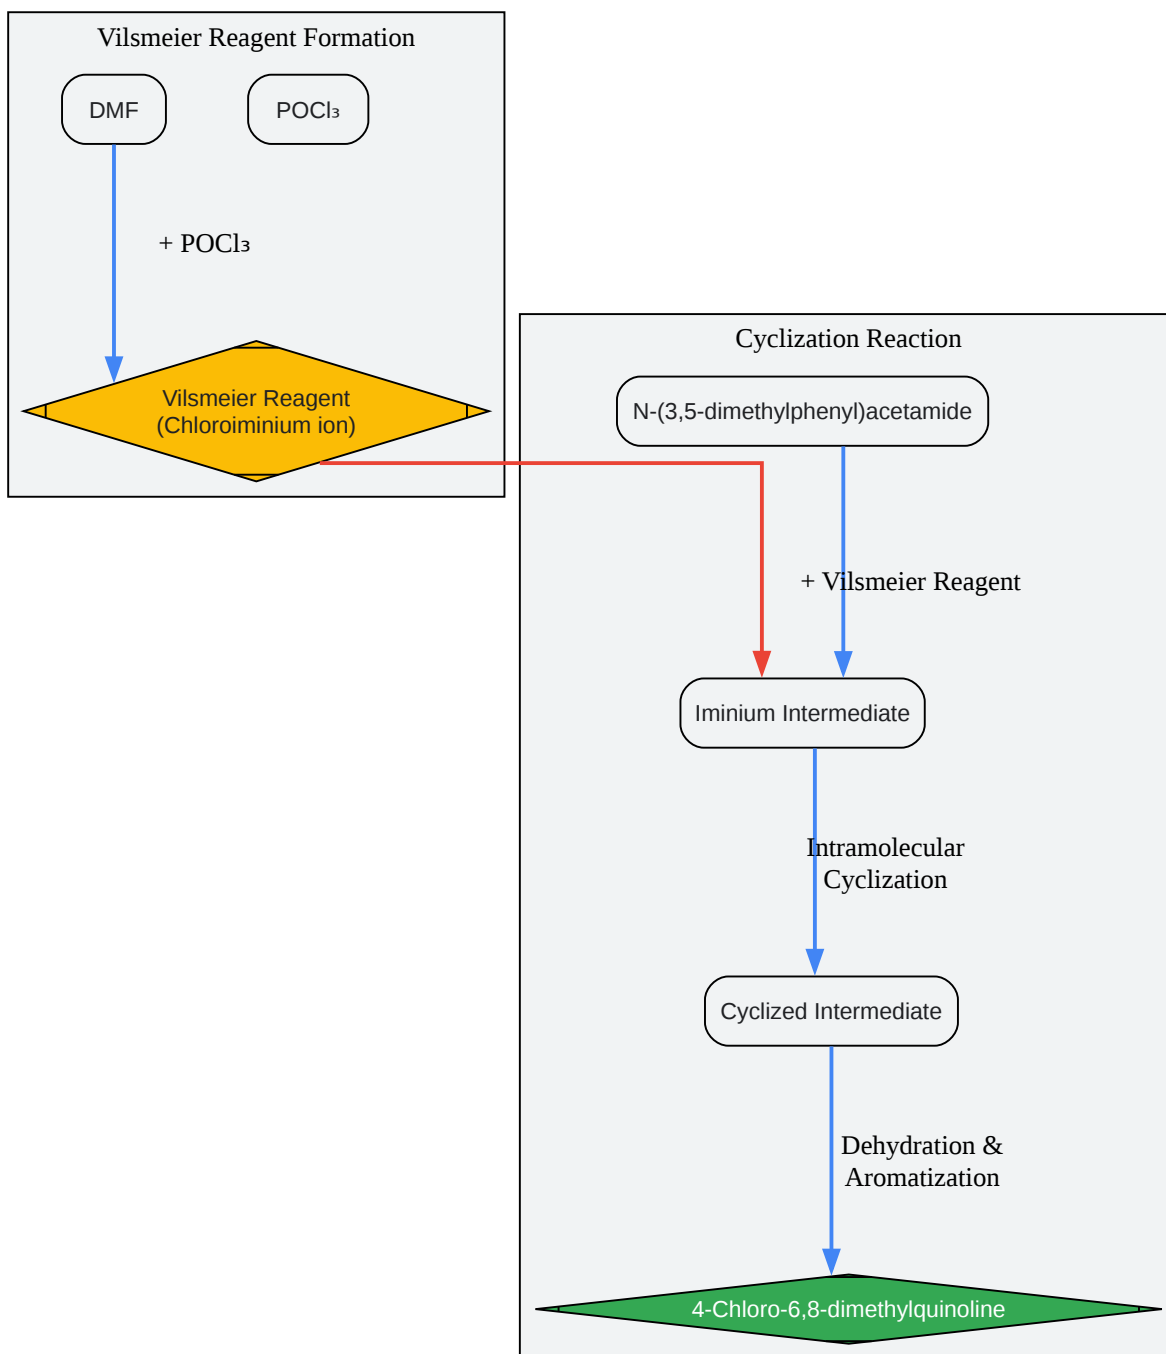 Vilsmeier Reagent Formation
DMF
POCl₃
+ POCl₃
Vilsmeier Reagent
(Chloroiminium ion)
Cyclization Reaction
N-(3,5-dimethylphenyl)acetamide
+ Vilsmeier Reagent
Iminium Intermediate
Intramolecular
Cyclization
Cyclized Intermediate
Dehydration &
Aromatization
4-Chloro-6,8-dimethylquinoline